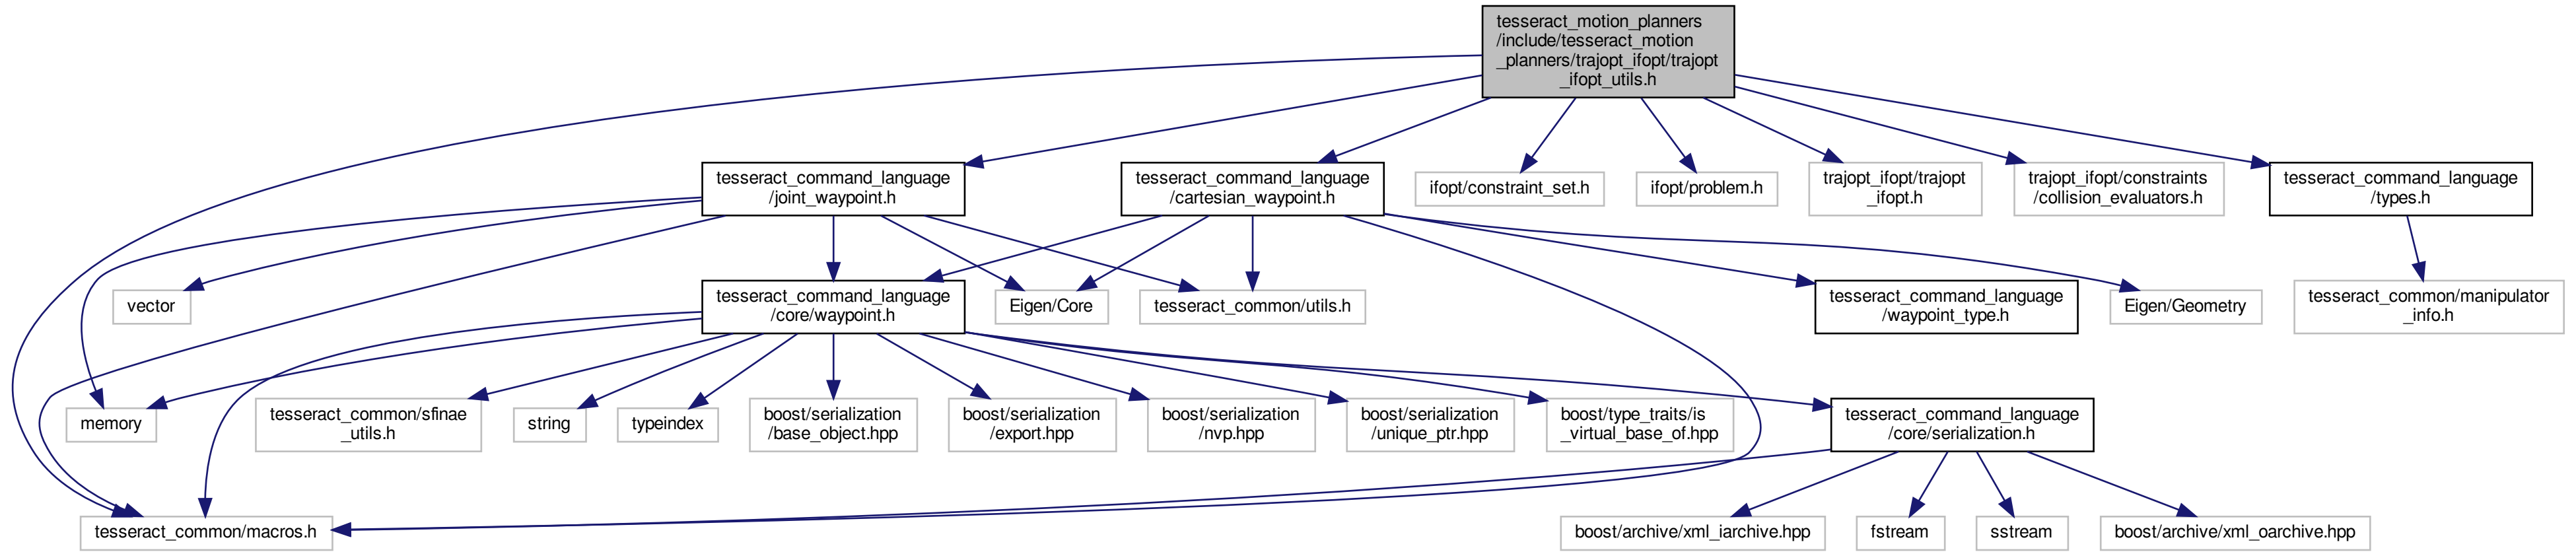 tesseract_motion_planners
/include/tesseract_motion
_planners/trajopt_ifopt/trajopt
_ifopt_utils.h
tesseract_command_language
/joint_waypoint.h
tesseract_command_language
/cartesian_waypoint.h
ifopt/constraint_set.h
ifopt/problem.h
trajopt_ifopt/trajopt
_ifopt.h
trajopt_ifopt/constraints
/collision_evaluators.h
tesseract_command_language
/types.h
vector
tesseract_command_language
/core/waypoint.h
Eigen/Core
tesseract_common/utils.h
tesseract_command_language
/waypoint_type.h
Eigen/Geometry
tesseract_common/manipulator
_info.h
memory
tesseract_common/sfinae
_utils.h
string
typeindex
boost/serialization
/base_object.hpp
boost/serialization
/export.hpp
boost/serialization
/nvp.hpp
boost/serialization
/unique_ptr.hpp
boost/type_traits/is
_virtual_base_of.hpp
tesseract_command_language
/core/serialization.h
tesseract_common/macros.h
boost/archive/xml_iarchive.hpp
fstream
sstream
boost/archive/xml_oarchive.hpp